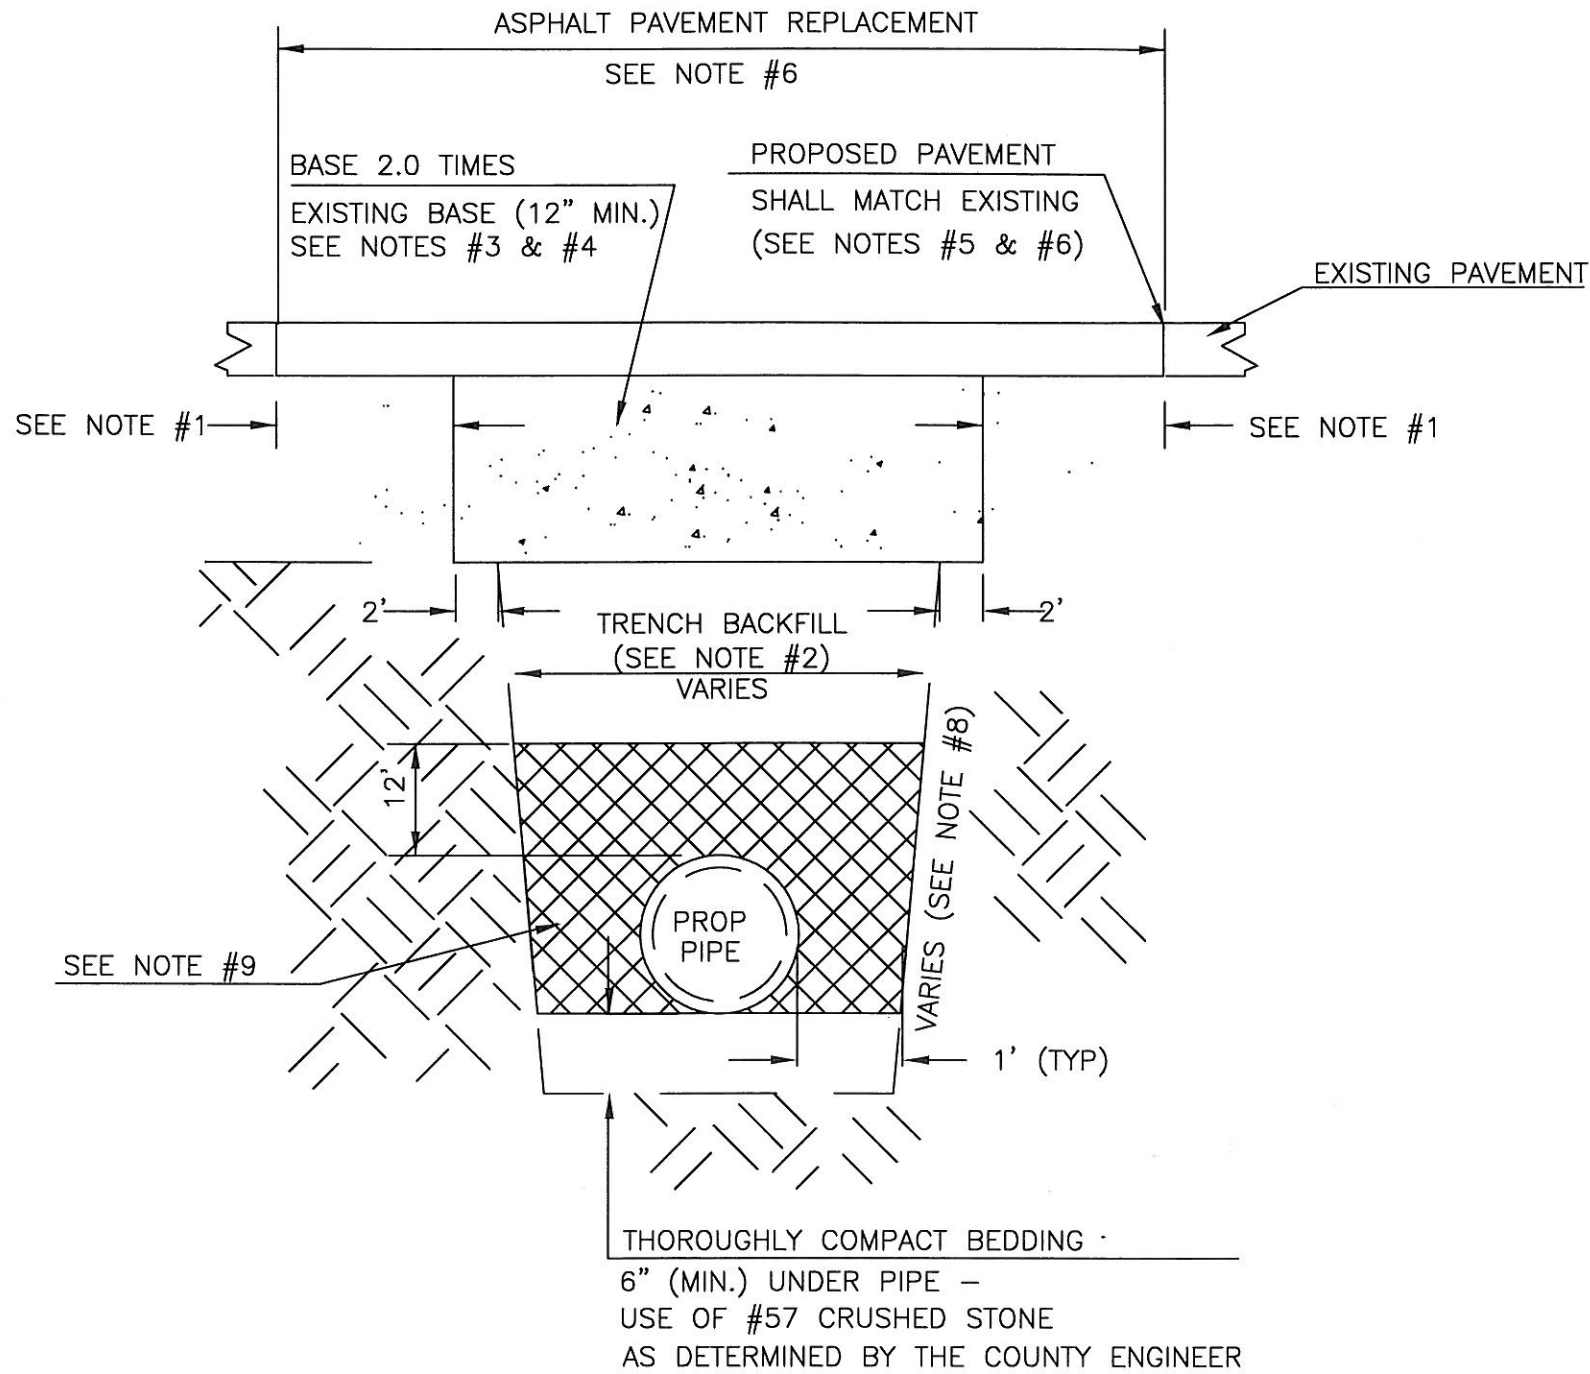 ASPHALT PAVEMENT REPLACEMENT
SEE NOTE #6
BASE 2.0 TIMES
EXISTING BASE (12" MIN.)
SEE NOTES #3 & #4
PROPOSED PAVEMENT
SHALL MATCH EXISTING
(SEE NOTES #5 & #6)
EXISTING PAVEMENT
SEE NOTE #1
SEE NOTE #1
2'
TRENCH BACKFILL
(SEE NOTE #2)
VARIES
2'
12'
VARIES (SEE NOTE #8)
PROP
PIPE
SEE NOTE #9
1' (TYP)
THOROUGHLY COMPACT BEDDING
6" (MIN.) UNDER PIPE –
USE OF #57 CRUSHED STONE
AS DETERMINED BY THE COUNTY ENGINEER